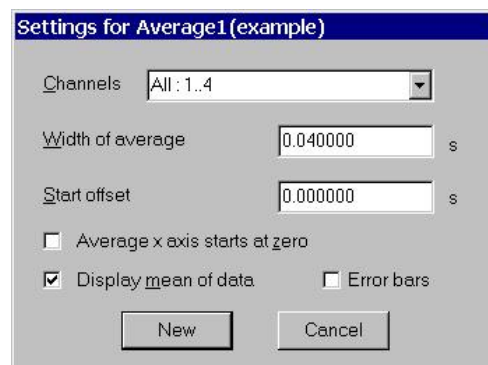 Settings for Average1(example)
Channels All : 1..4
Width of average 0.040000 s
Start offset 0.000000 s
Average x axis starts at zero
Display mean of data Error bars
New Cancel